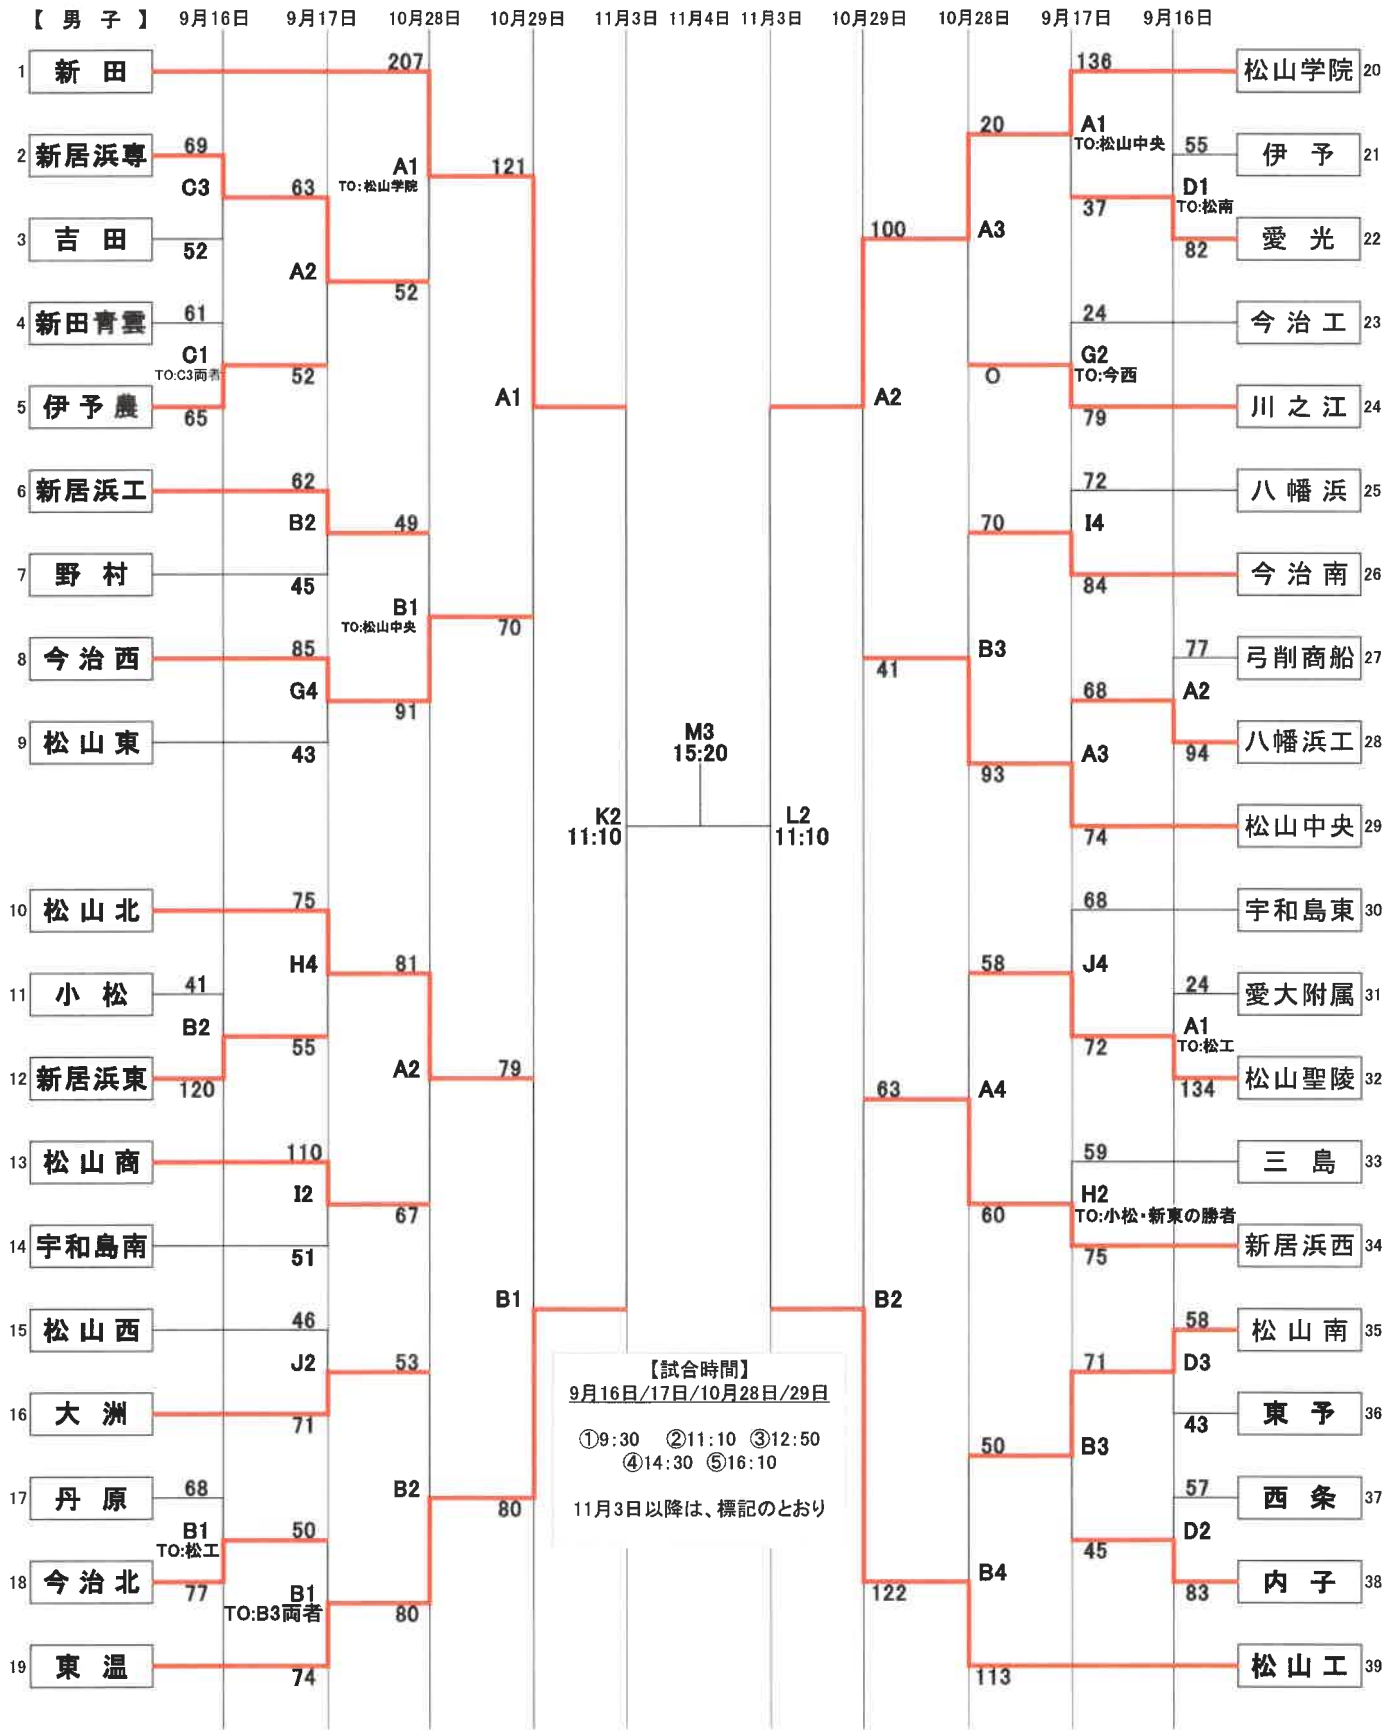 【 男 子 】 9月16日 9月17日 10月28日 10月29日 11月3日 11月4日 11月3日 10月29日 10月28日 9月17日 9月16日
1 新 田 207
2 新居浜専 69
C3 63
3 吉 田 52
A2
52
4 新田青雲 61
C1
TO:C3両者 52
5 伊予農 65
A1
TO:松山学院
121
6 新居浜工 62
B2 49
7 野 村 45
B1
TO:松山中央
70
8 今治西 85
G4
91
9 松山東 43
A1
10 松山北 75
H4 81
11 小 松 41
B2
55
12 新居浜東 120
A2 79
13 松山商 110
I2
67
14 宇和島南 51
15 松山西 46
J2 53
16 大 洲 71
17 丹 原 68
B1
TO:松工 50
18 今治北 77
B1
TO:B3両者 80
19 東 温 74
B2
80
B1
K2
11:10
M3
15:20
L2
11:10
【試合時間】
9月16日/17日/10月28日/29日
①9:30 ②11:10 ③12:50
④14:30 ⑤16:10
11月3日以降は、標記のとおり
136 松山学院 20
20 A1
TO:松山中央
55 伊 予 21
D1
TO:松南
37
82 愛 光 22
100 A3
24 今治工 23
G2
TO:今西
O
79 川之江 24
A2
72 八幡浜 25
70 I4
84 今治南 26
B3
41
77 弓削商船 27
68 A2
94 八幡浜工 28
A3
93
74 松山中央 29
68 宇和島東 30
58 J4
24 愛大附属 31
A1
TO:松工
72
134 松山聖陵 32
63 A4
59 三 島 33
H2
TO:小松・新東の勝者
60
75 新居浜西 34
B2
58 松山南 35
71 D3
43 東 予 36
50 B3
57 西 条 37
D2
45
83 内 子 38
B4
122
113 松山工 39